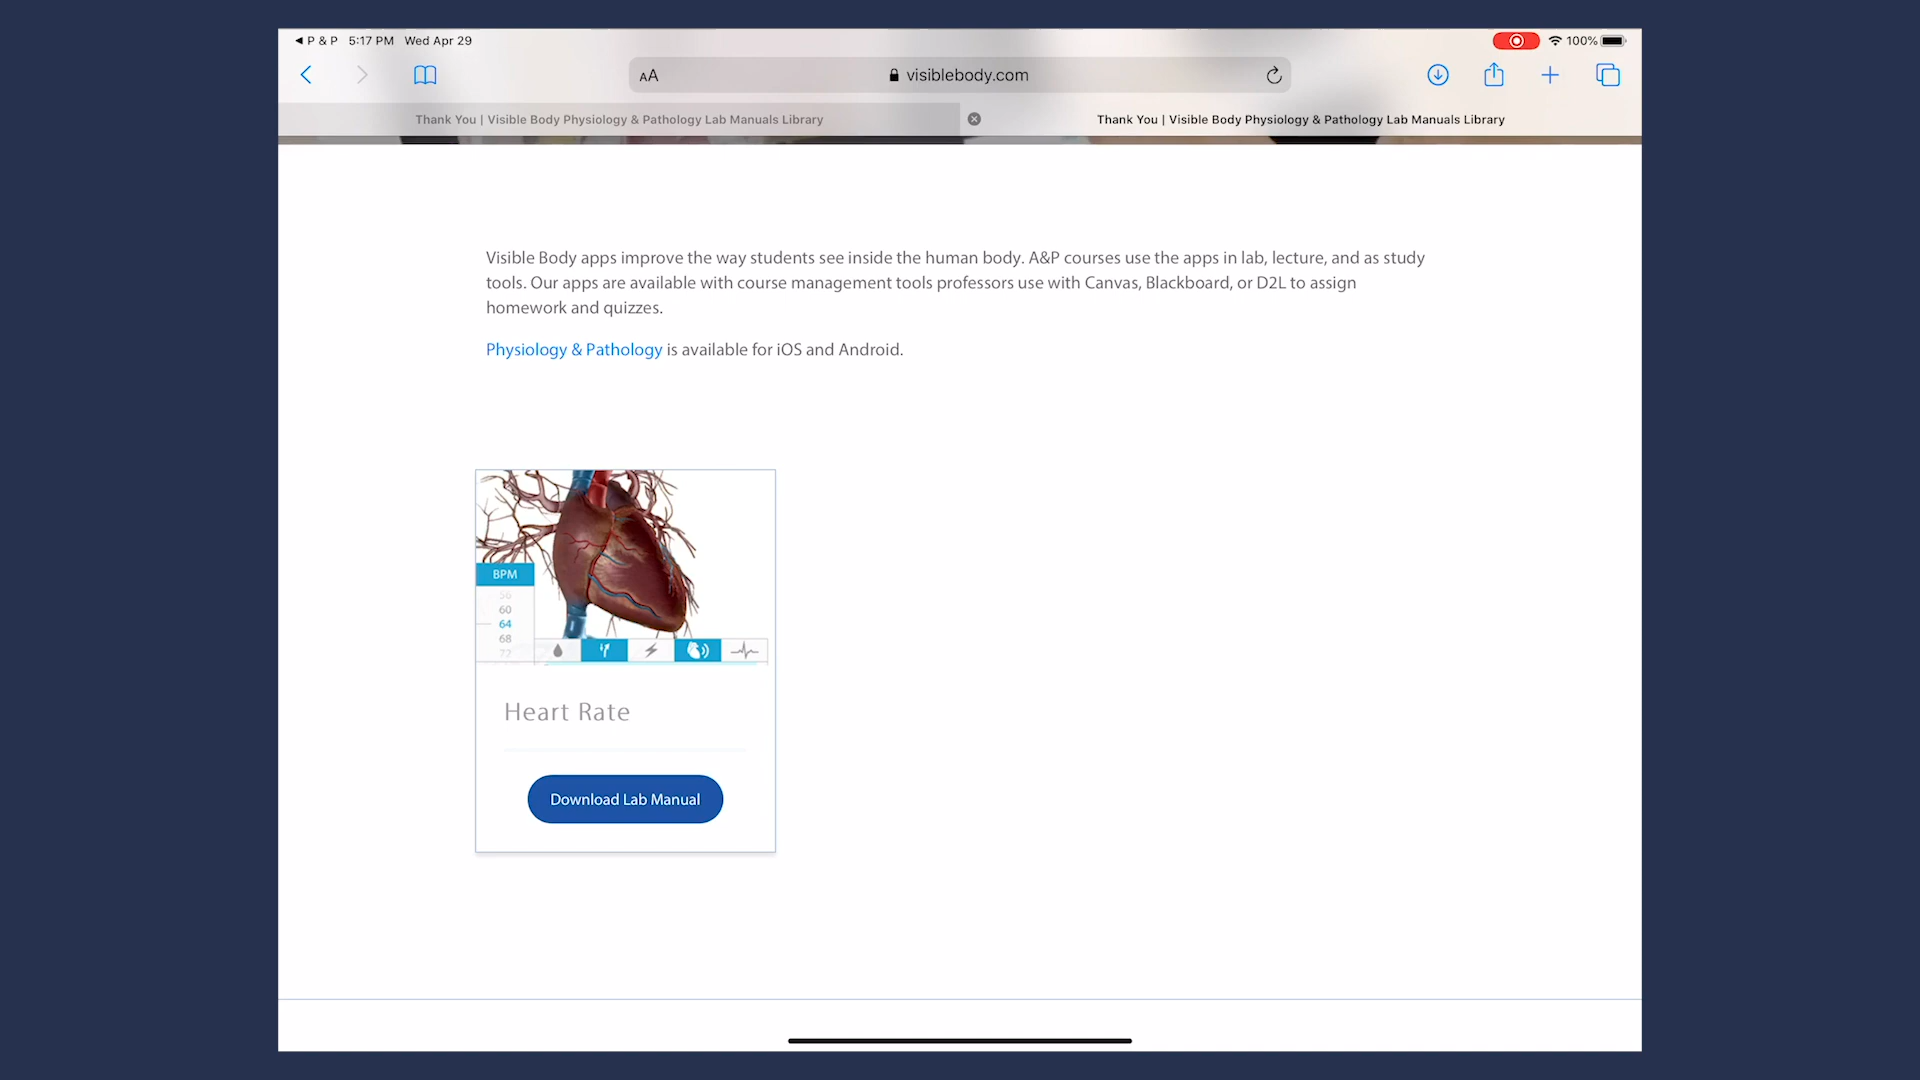 P & P 5:17 PM Wed Apr 29
100%
AA visiblebody.com
Thank You | Visible Body Physiology & Pathology Lab Manuals Library
Thank You | Visible Body Physiology & Pathology Lab Manuals Library
Visible Body apps improve the way students see inside the human body. A&P courses use the apps in lab, lecture, and as study
tools. Our apps are available with course management tools professors use with Canvas, Blackboard, or D2L to assign
homework and quizzes.
Physiology & Pathology is available for iOS and Android.
BPM
56
60
64
68
72
Heart Rate
Download Lab Manual